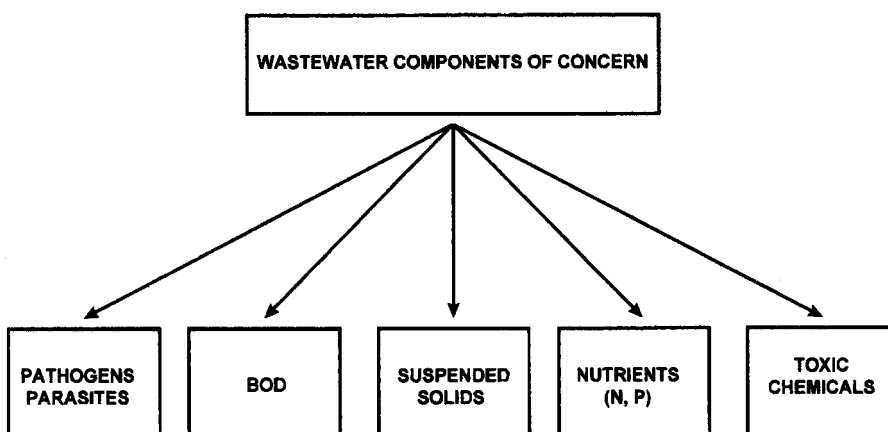 WASTEWATER COMPONENTS OF CONCERN
PATHOGENS
PARASITES
BOD
SUSPENDED
SOLIDS
NUTRIENTS
(N, P)
TOXIC
CHEMICALS